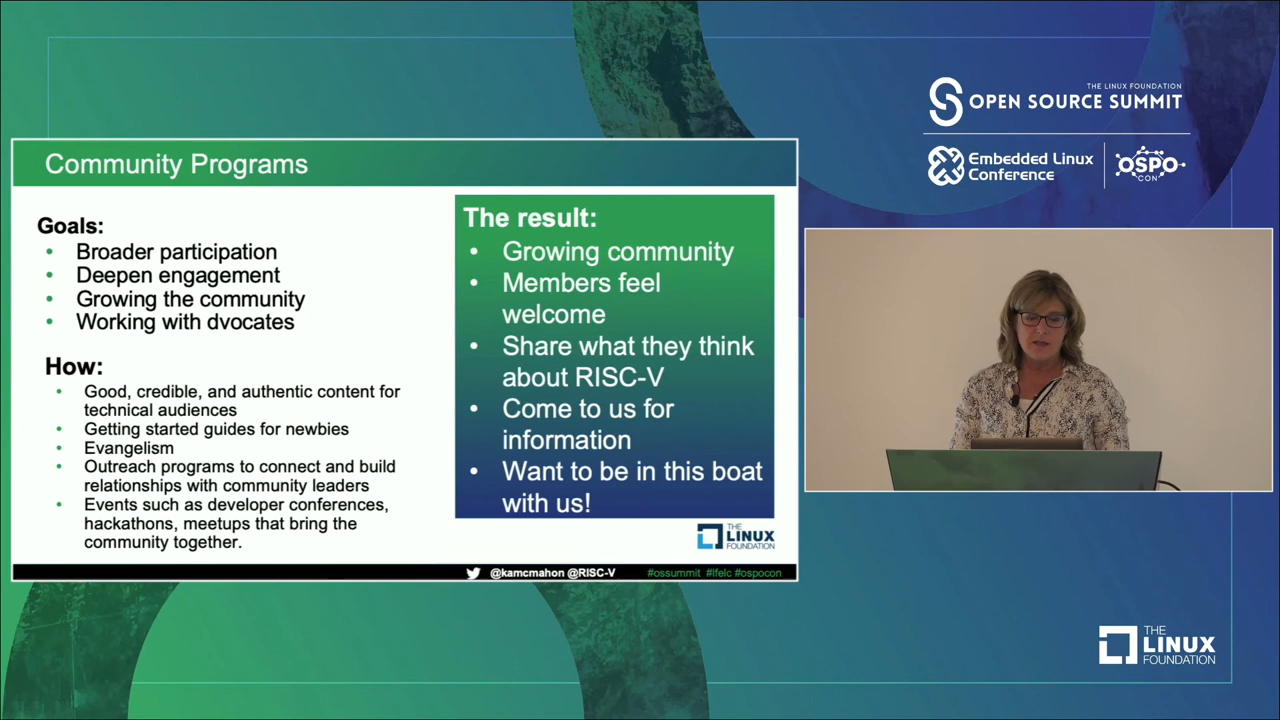 THE LINUX FOUNDATION
OPEN SOURCE SUMMIT
Embedded Linux
Conference
OSPO
CON
Community Programs
Goals:
• Broader participation
• Deepen engagement
• Growing the community
• Working with dvocates
How:
• Good, credible, and authentic content for
technical audiences
• Getting started guides for newbies
• Evangelism
• Outreach programs to connect and build
relationships with community leaders
• Events such as developer conferences,
hackathons, meetups that bring the
community together.
The result:
• Growing community
• Members feel
welcome
• Share what they think
about RISC-V
• Come to us for
information
• Want to be in this boat
with us!
THE
LINUX
FOUNDATION
@kamcmahon @RISC-V
#ossummit #lfelc #ospocon
THE
LINUX
FOUNDATION